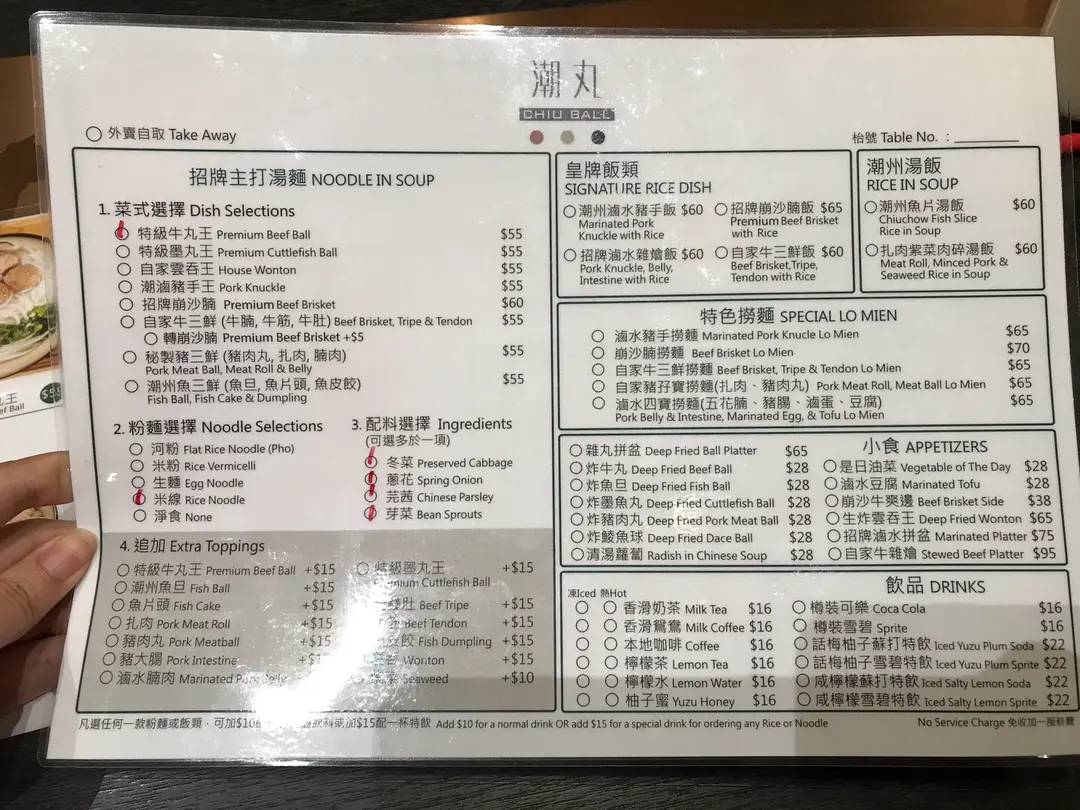 潮丸
CHIU BALL
外賣自取 Take Away
枱號 Table No. :
招牌主打湯麵 NOODLE IN SOUP
1. 菜式選擇 Dish Selections
特級牛丸王 Premium Beef Ball $55
特級墨丸王 Premium Cuttlefish Ball $55
自家雲吞王 House Wonton $55
潮滷豬手王 Pork Knuckle $55
招牌崩沙腩 Premium Beef Brisket $60
自家牛三鮮 (牛腩, 牛筋, 牛肚) Beef Brisket, Tripe & Tendon $55
轉崩沙腩 Premium Beef Brisket +$5
秘製豬三鮮 (豬肉丸, 扎肉, 腩肉) $55
Pork Meat Ball, Meat Roll & Belly
潮州魚三鮮 (魚旦, 魚片頭, 魚皮餃) $55
Fish Ball, Fish Cake & Dumpling
2. 粉麵選擇 Noodle Selections
河粉 Flat Rice Noodle (Pho)
米粉 Rice Vermicelli
生麵 Egg Noodle
米線 Rice Noodle
淨食 None
3. 配料選擇 Ingredients
(可選多於一項)
冬菜 Preserved Cabbage
蔥花 Spring Onion
芫茜 Chinese Parsley
芽菜 Bean Sprouts
4. 追加 Extra Toppings
特級牛丸王 Premium Beef Ball +$15
潮州魚旦 Fish Ball +$15
魚片頭 Fish Cake +$15
扎肉 Pork Meat Roll +$15
豬肉丸 Pork Meatball +$15
豬大腸 Pork Intestine
滷水腩肉 Marinated Pork Belly
特級墨丸王 +$15
Cuttlefish Ball
Beef Tripe +$15
Beef Tendon +$15
Fish Dumpling +$15
Wonton +$15
Seaweed +$10
皇牌飯類
SIGNATURE RICE DISH
潮州滷水豬手飯 $60
Marinated Pork
Knuckle with Rice
招牌滷水雜燴飯 $60
Pork Knuckle, Belly,
Intestine with Rice
招牌崩沙腩飯 $65
Premium Beef Brisket
with Rice
自家牛三鮮飯 $60
Beef Brisket,Tripe,
Tendon with Rice
潮州湯飯
RICE IN SOUP
潮州魚片湯飯 $60
Chiuchow Fish Slice
Rice in Soup
扎肉紫菜肉碎湯飯 $60
Meat Roll, Minced Pork &
Seaweed Rice in Soup
特色撈麵 SPECIAL LO MIEN
滷水豬手撈麵 Marinated Pork Knucle Lo Mien $65
崩沙腩撈麵 Beef Brisket Lo Mien $70
自家牛三鮮撈麵 Beef Brisket, Tripe & Tendon Lo Mien $65
自家豬孖寶撈麵(扎肉、豬肉丸) Pork Meat Roll, Meat Ball Lo Mien $65
滷水四寶撈麵(五花腩、豬腸、滷蛋、豆腐) $65
Pork Belly & Intestine, Marinated Egg, & Tofu Lo Mien
小食 APPETIZERS
雜丸拼盆 Deep Fried Ball Platter $65
炸牛丸 Deep Fried Beef Ball $28
炸魚旦 Deep Fried Fish Ball $28
炸墨魚丸 Deep Fried Cuttlefish Ball $28
炸豬肉丸 Deep Fried Pork Meat Ball $28
炸鯪魚球 Deep Fried Dace Ball $28
清湯蘿蔔 Radish in Chinese Soup $28
是日油菜 Vegetable of The Day $28
滷水豆腐 Marinated Tofu $28
崩沙牛爽邊 Beef Brisket Side $38
生炸雲吞王 Deep Fried Wonton $65
招牌滷水拼盆 Marinated Platter $75
自家牛雜燴 Stewed Beef Platter $95
飲品 DRINKS
凍Iced 熱Hot
香滑奶茶 Milk Tea $16
香滑鴛鴦 Milk Coffee $16
本地咖啡 Coffee $16
檸檬茶 Lemon Tea $16
檸檬水 Lemon Water $16
柚子蜜 Yuzu Honey $16
樽裝可樂 Coca Cola $16
樽裝雪碧 Sprite $16
話梅柚子蘇打特飲 Iced Yuzu Plum Soda $22
話梅柚子雪碧特飲 Iced Yuzu Plum Sprite $22
咸檸檬蘇打特飲 Iced Salty Lemon Soda $22
咸檸檬雪碧特飲 Iced Salty Lemon Sprite $22
凡選任何一款粉麵或飯類，可加$10 飲料或加$15配一杯特飲 Add $10 for a normal drink OR add $15 for a special drink for ordering any Rice or Noodle
No Service Charge 免收加一服務費